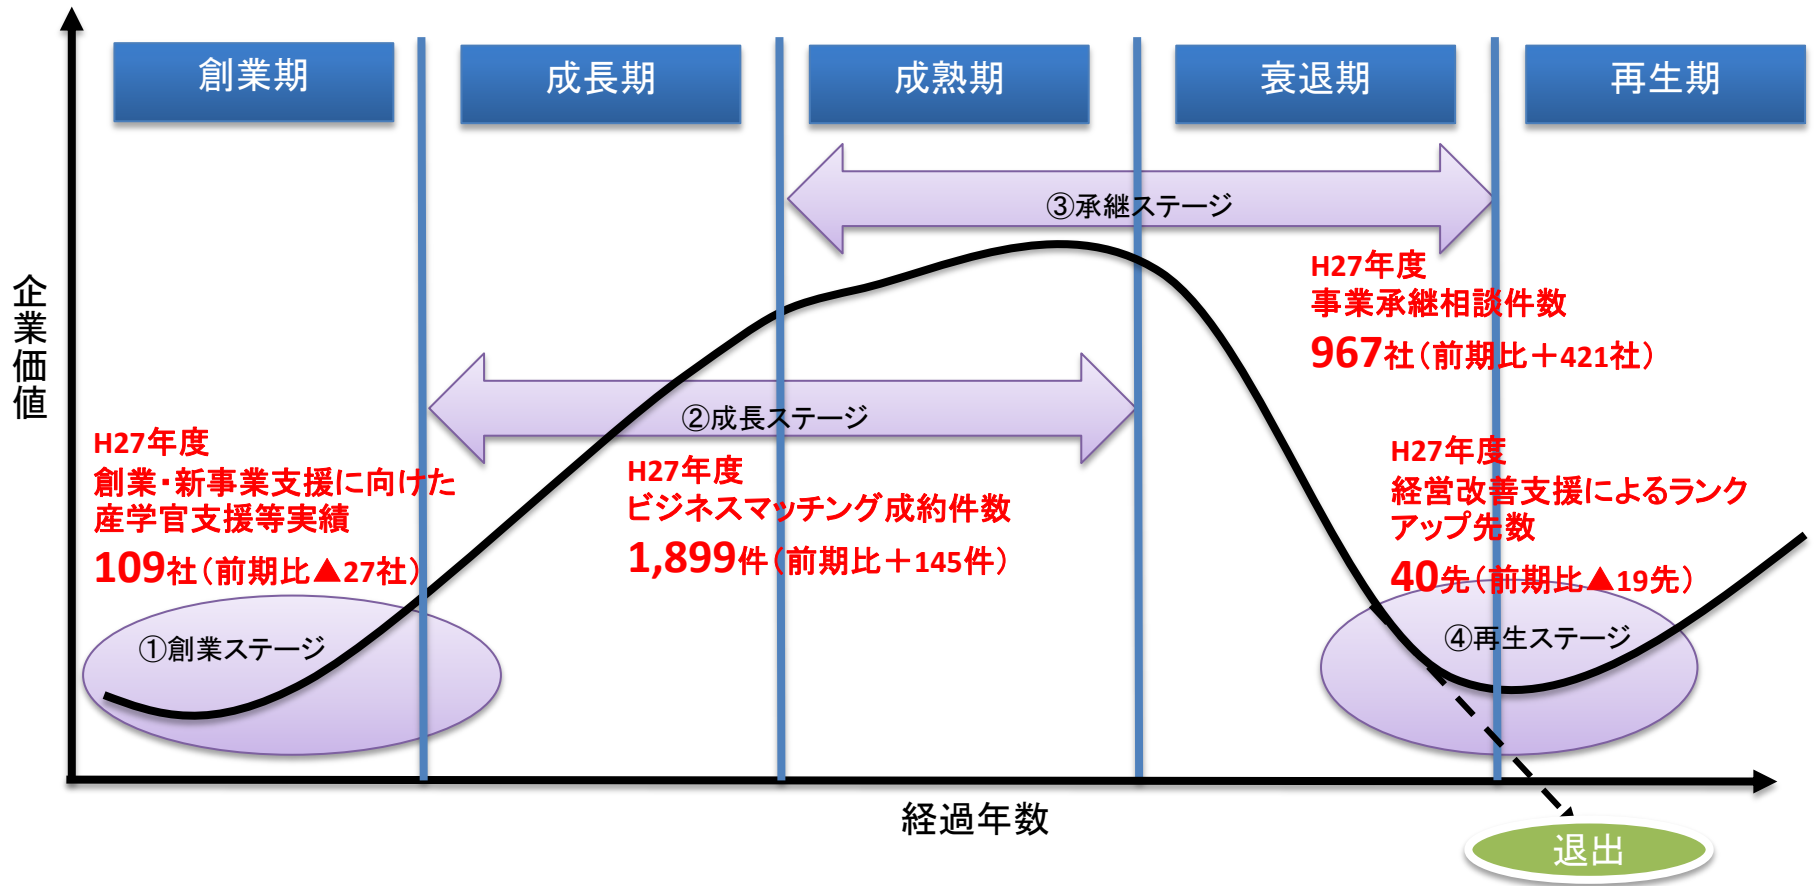 創業期
成長期
成熟期
衰退期
再生期
③承継ステージ
企業価値
H27年度
事業承継相談件数
967社（前期比＋421社）
②成長ステージ
H27年度
創業・新事業支援に向けた
産学官支援等実績
109社（前期比▲27社）
H27年度
ビジネスマッチング成約件数
1,899件（前期比＋145件）
H27年度
経営改善支援によるランク
アップ先数
40先（前期比▲19先）
①創業ステージ
④再生ステージ
経過年数
退出